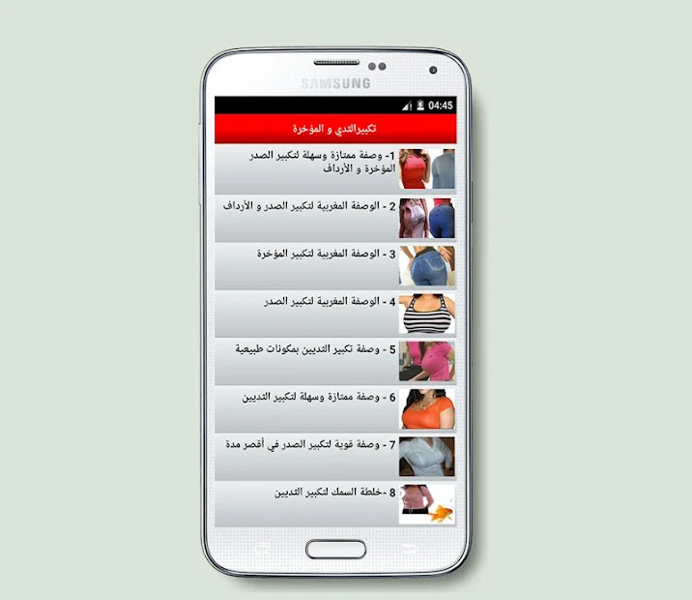 SAMSUNG
04:45
تكبيرالثدي و المؤخرة
1- وصفة ممتازة وسهلة لتكبير الصدر
المؤخرة و الأرداف
2 - الوصفة المغربية لتكبير الصدر و الأرداف
3 - الوصفة المغربية لتكبير المؤخرة
4 - الوصفة المغربية لتكبير الصدر
5 - وصفة تكبير الثديين بمكونات طبيعية
6 - وصفة ممتازة وسهلة لتكبير الثديين
7 - وصفة قوية لتكبير الصدر في أقصر مدة
8 -خلطة السمك لتكبير الثديين